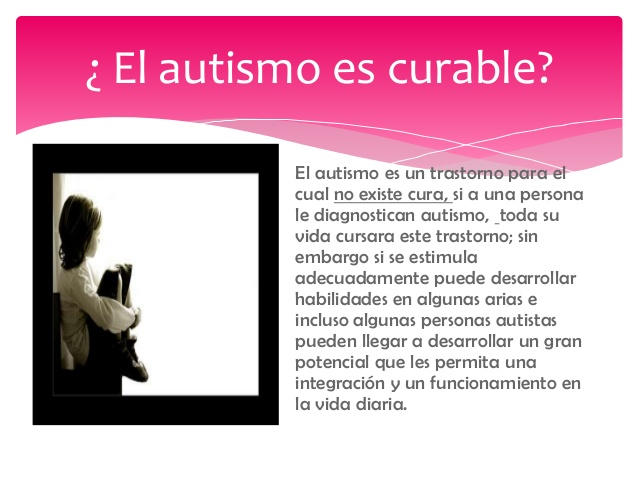 ¿ El autismo es curable?
El autismo es un trastorno para el
cual no existe cura, si a una persona
le diagnostican autismo, _toda su
vida cursara este trastorno; sin
embargo si se estimula
adecuadamente puede desarrollar
habilidades en algunas arias e
incluso algunas personas autistas
pueden llegar a desarrollar un gran
potencial que les permita una
integración y un funcionamiento en
la vida diaria.